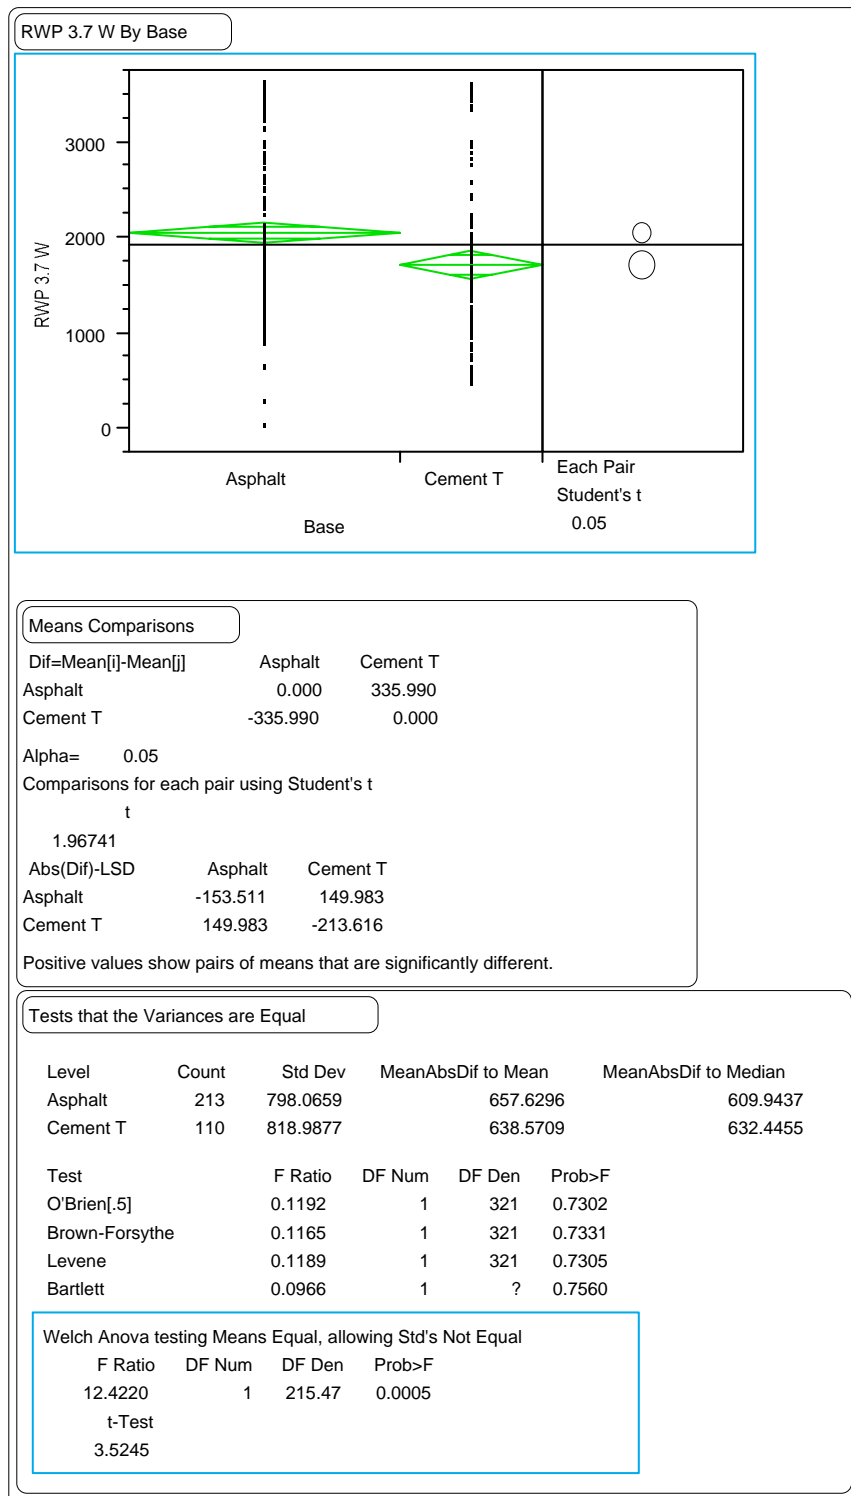 RWP 3.7 W By Base
3000
2000
1000
0
RWP 3.7 W
Asphalt Cement T
Base
Each Pair
Student's t
0.05
Means Comparisons
Dif=Mean[i]-Mean[j] Asphalt Cement T
Asphalt 0.000 335.990
Cement T -335.990 0.000
Alpha= 0.05
Comparisons for each pair using Student's t
t
1.96741
Abs(Dif)-LSD Asphalt Cement T
Asphalt -153.511 149.983
Cement T 149.983 -213.616
Positive values show pairs of means that are significantly different.
Tests that the Variances are Equal
Level Count Std Dev MeanAbsDif to Mean MeanAbsDif to Median
Asphalt 213 798.0659 657.6296 609.9437
Cement T 110 818.9877 638.5709 632.4455
Test F Ratio DF Num DF Den Prob>F
O'Brien[.5] 0.1192 1 321 0.7302
Brown-Forsythe 0.1165 1 321 0.7331
Levene 0.1189 1 321 0.7305
Bartlett 0.0966 1 ? 0.7560
Welch Anova testing Means Equal, allowing Std's Not Equal
F Ratio DF Num DF Den Prob>F
12.4220 1 215.47 0.0005
t-Test
3.5245